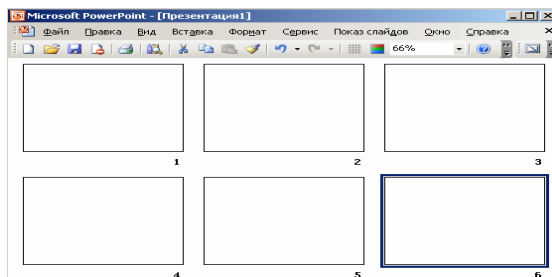 Microsoft PowerPoint - [Презентация1]
Файл Правка Вид Вставка Формат Сервис Показ слайдов Окно Справка
66%
1 2 3
4 5 6